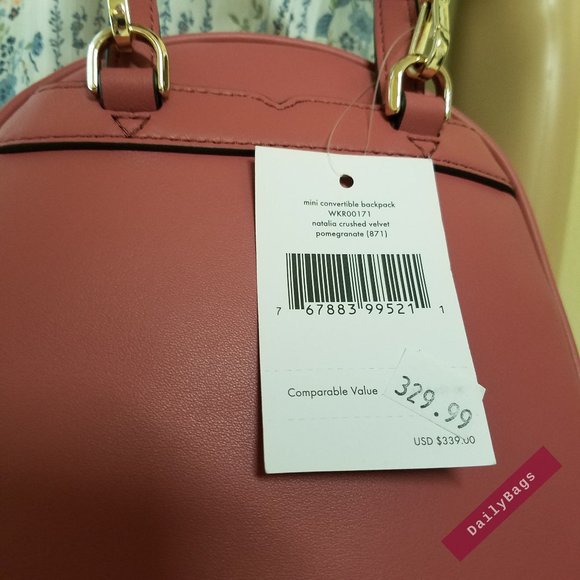 mini convertible backpack
WKR00171
natalia crushed velvet
pomegranate (871)
7 67883 99521 1
Comparable Value
329.99
USD $339.00
DailyBags